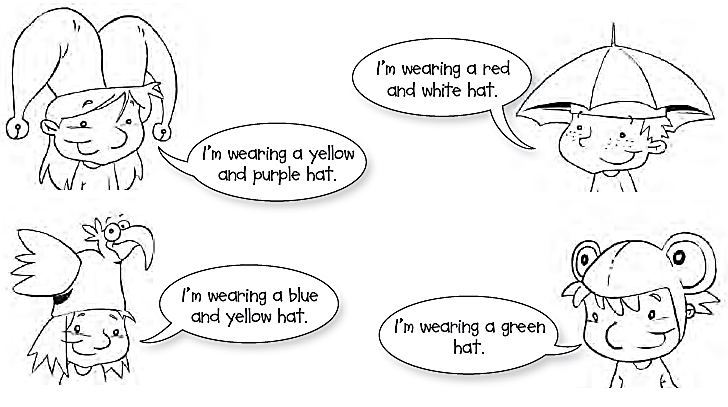 I'm wearing a red
and white hat.
I'm wearing a yellow
and purple hat.
I'm wearing a blue
and yellow hat.
I'm wearing a green
hat.